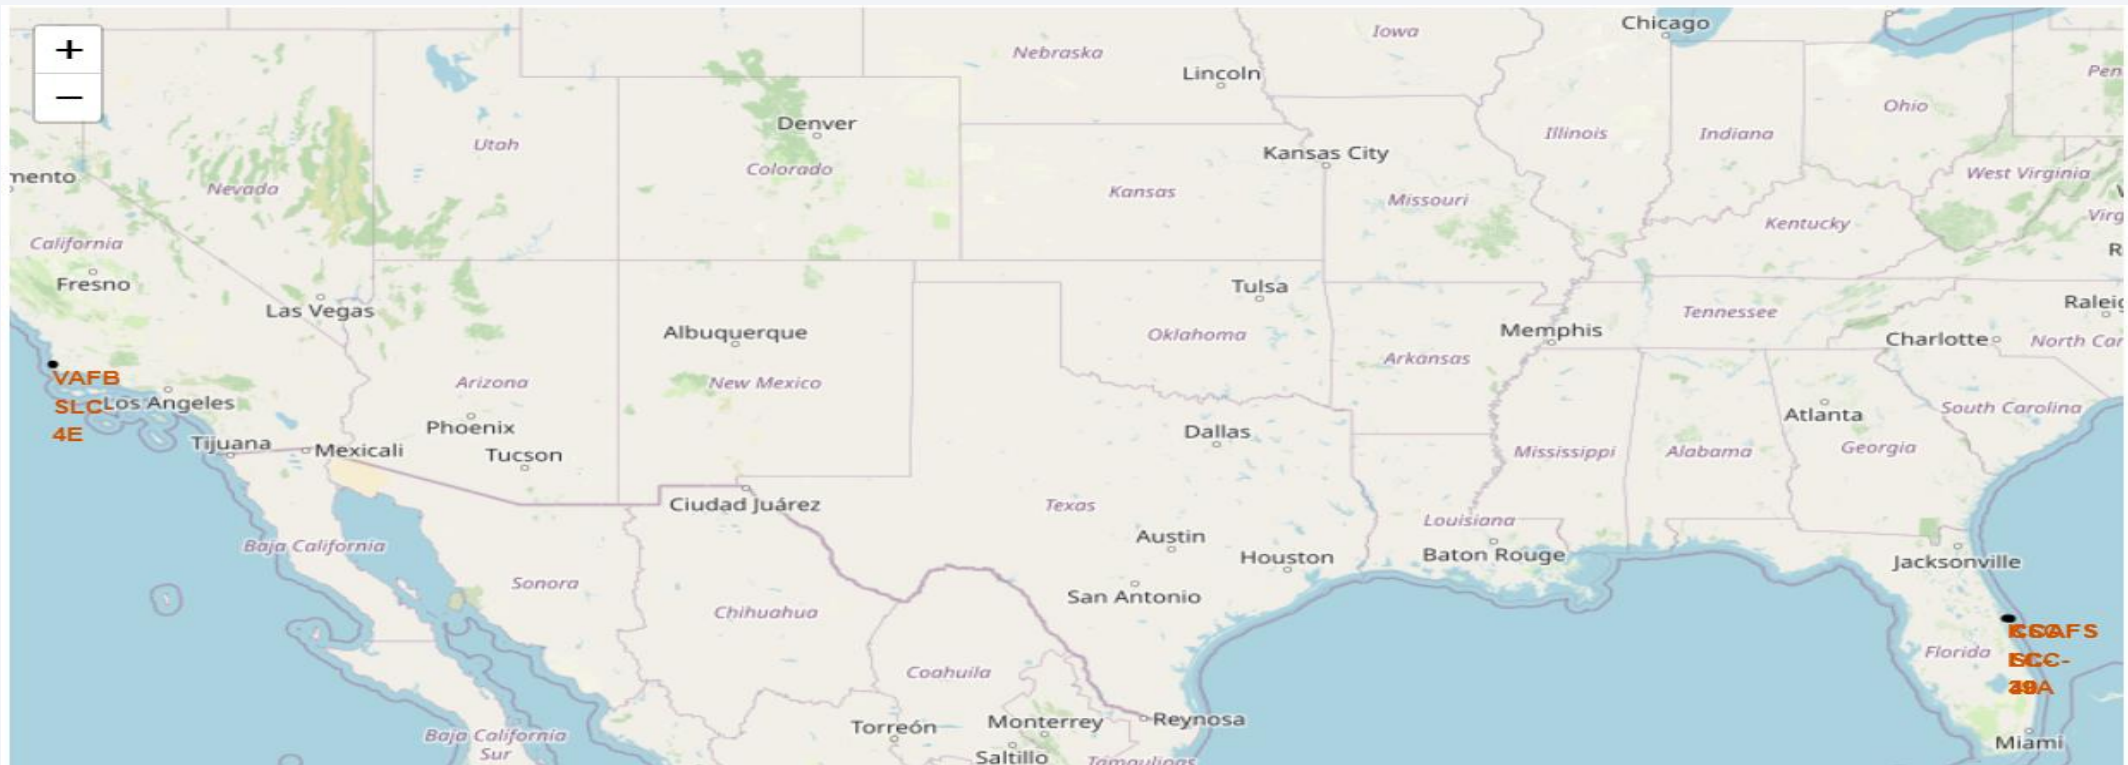 +
−
Chicago
Iowa
Nebraska
Lincoln
Pen
Ohio
Denver
Illinois
Indiana
Utah
Kansas City
Colorado
mento
Nevada
Kansas
Missouri
West Virginia
Kentucky
Virg
California
R
Fresno
Tulsa
Las Vegas
Raleig
Tennessee
Albuquerque
Oklahoma
Memphis
Charlotte
North Car
Arkansas
VAFB
SLC
4E
Arizona
New Mexico
Los Angeles
South Carolina
Atlanta
Phoenix
Dallas
Tijuana
Mexicali
Tucson
Mississippi
Alabama
Georgia
Ciudad Juárez
Texas
Louisiana
Austin
Baja California
Houston
Baton Rouge
Jacksonville
Sonora
San Antonio
Chihuahua
Florida
Coahuila
Torreón
Monterrey
Reynosa
Baja California
Sur
Saltillo
Tamaulipas
Miami